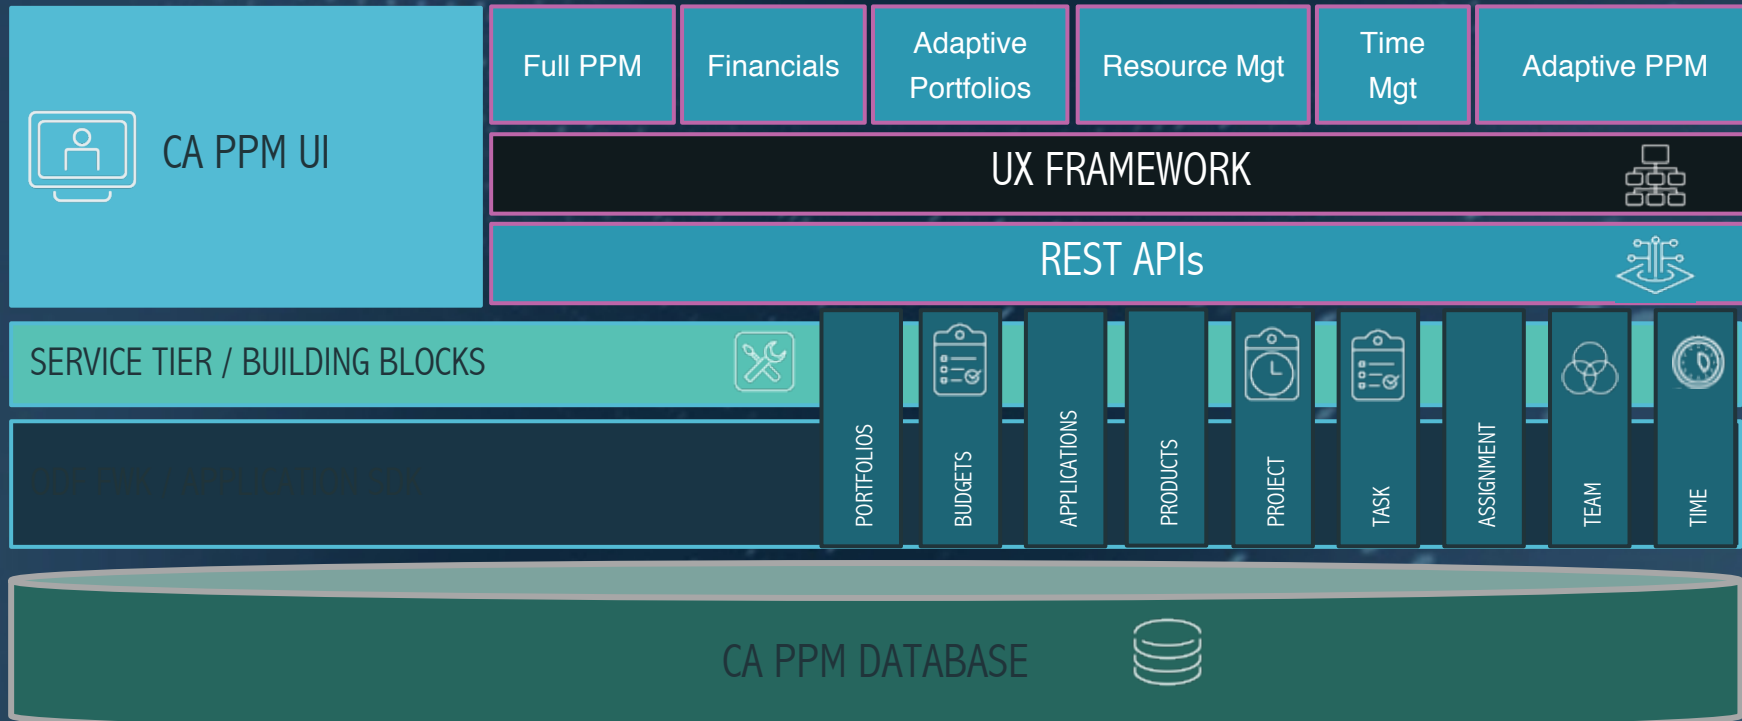 Full PPM
Financials
Adaptive
Portfolios
Resource Mgt
Time
Mgt
Adaptive PPM
CA PPM UI
UX FRAMEWORK
REST APIs
SERVICE TIER / BUILDING BLOCKS
PORTFOLIOS
BUDGETS
APPLICATIONS
PRODUCTS
PROJECT
TASK
ASSIGNMENT
TEAM
TIME
CA PPM DATABASE